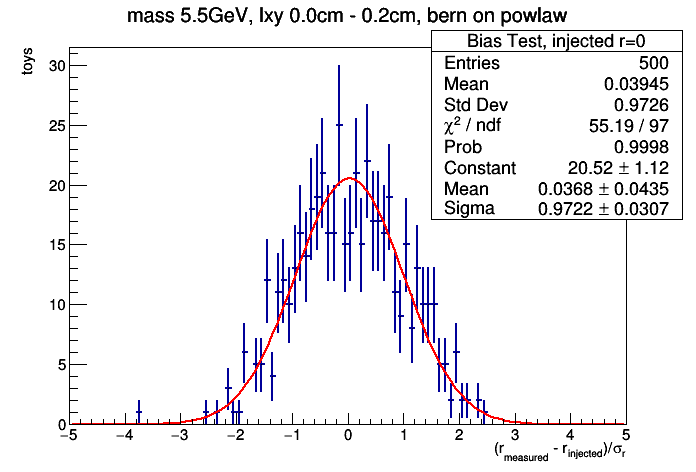 mass 5.5GeV, lxy 0.0cm - 0.2cm, bern on powlaw
toys
Bias Test, injected r=0
Entries 500
Mean 0.03945
Std Dev 0.9726
χ² / ndf 55.19 / 97
Prob 0.9998
Constant 20.52 ± 1.12
Mean 0.0368 ± 0.0435
Sigma 0.9722 ± 0.0307
30
25
20
15
10
5
0
−5 −4 −3 −2 −1 0 1 2 3 4 5
(r_measured - r_injected)/σ_r